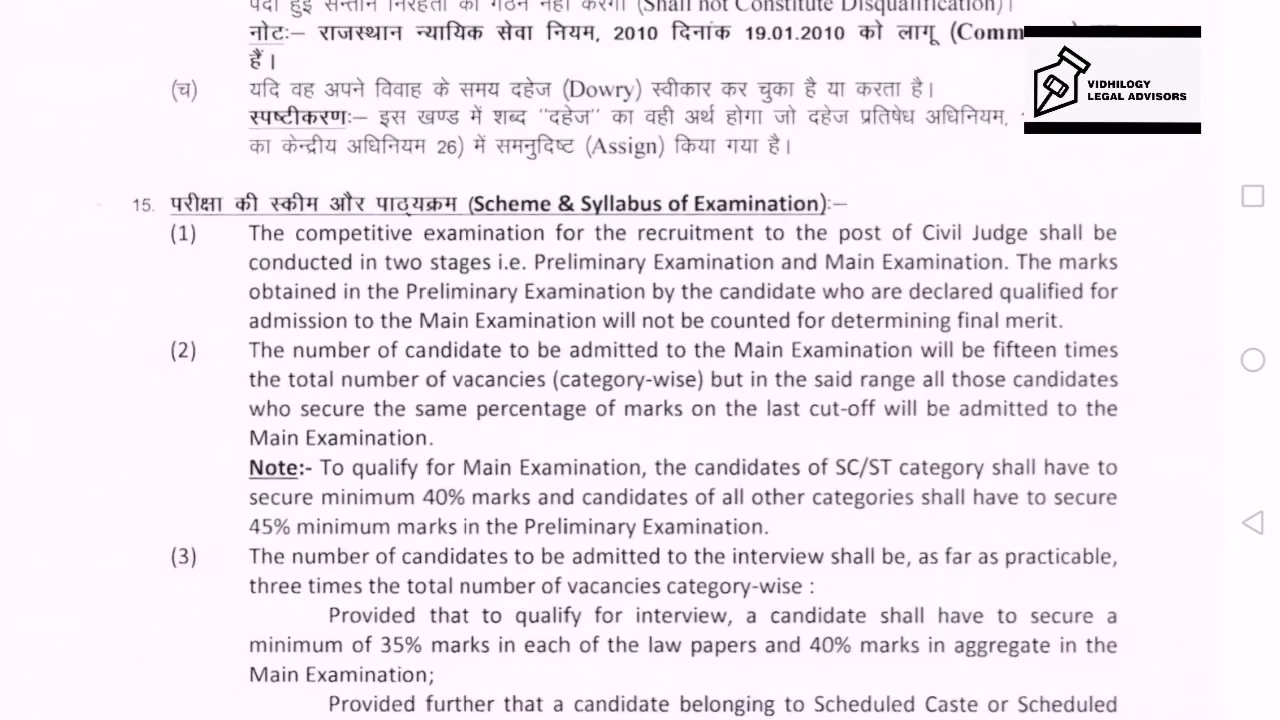 पैदा हुई सन्तान निरर्हता का गठन नहीं करेगी (Shall not Constitute Disqualification)।
नोटः– राजस्थान न्यायिक सेवा नियम, 2010 दिनांक 19.01.2010 को लागू (Comm
हैं।
(च) यदि वह अपने विवाह के समय दहेज (Dowry) स्वीकार कर चुका है या करता है।
स्पष्टीकरणः– इस खण्ड में शब्द "दहेज" का वही अर्थ होगा जो दहेज प्रतिषेध अधिनियम,
का केन्द्रीय अधिनियम 26) में समनुदिष्ट (Assign) किया गया है।
VIDHILOGY
LEGAL ADVISORS
15. परीक्षा की स्कीम और पाठ्यक्रम (Scheme & Syllabus of Examination):–
(1) The competitive examination for the recruitment to the post of Civil Judge shall be
conducted in two stages i.e. Preliminary Examination and Main Examination. The marks
obtained in the Preliminary Examination by the candidate who are declared qualified for
admission to the Main Examination will not be counted for determining final merit.
(2) The number of candidate to be admitted to the Main Examination will be fifteen times
the total number of vacancies (category-wise) but in the said range all those candidates
who secure the same percentage of marks on the last cut-off will be admitted to the
Main Examination.
Note:- To qualify for Main Examination, the candidates of SC/ST category shall have to
secure minimum 40% marks and candidates of all other categories shall have to secure
45% minimum marks in the Preliminary Examination.
(3) The number of candidates to be admitted to the interview shall be, as far as practicable,
three times the total number of vacancies category-wise :
Provided that to qualify for interview, a candidate shall have to secure a
minimum of 35% marks in each of the law papers and 40% marks in aggregate in the
Main Examination;
Provided further that a candidate belonging to Scheduled Caste or Scheduled